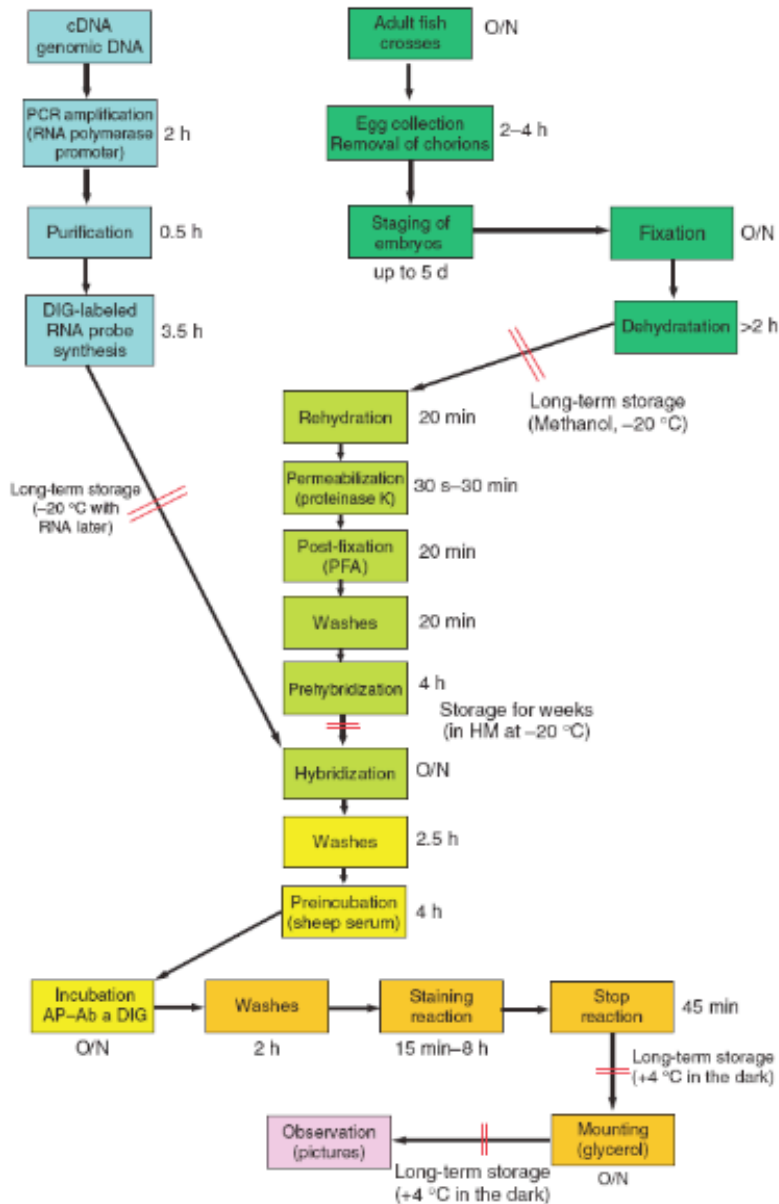 cDNA
genomic DNA
PCR amplification
(RNA polymerase
promoter)
2 h
Purification
0.5 h
DIG-labeled
RNA probe
synthesis
3.5 h
Long-term storage
(–20 °C with
RNA later)
Adult fish
crosses
O/N
Egg collection
Removal of chorions
2–4 h
Staging of
embryos
up to 5 d
Fixation
O/N
Dehydratation
>2 h
Long-term storage
(Methanol, –20 °C)
Rehydration
20 min
Permeabilization
(proteinase K)
30 s–30 min
Post-fixation
(PFA)
20 min
Washes
20 min
Prehybridization
4 h
Storage for weeks
(in HM at –20 °C)
Hybridization
O/N
Washes
2.5 h
Preincubation
(sheep serum)
4 h
Incubation
AP–Ab a DIG
O/N
Washes
2 h
Staining
reaction
15 min–8 h
Stop
reaction
45 min
Long-term storage
(+4 °C in the dark)
Mounting
(glycerol)
O/N
Long-term storage
(+4 °C in the dark)
Observation
(pictures)